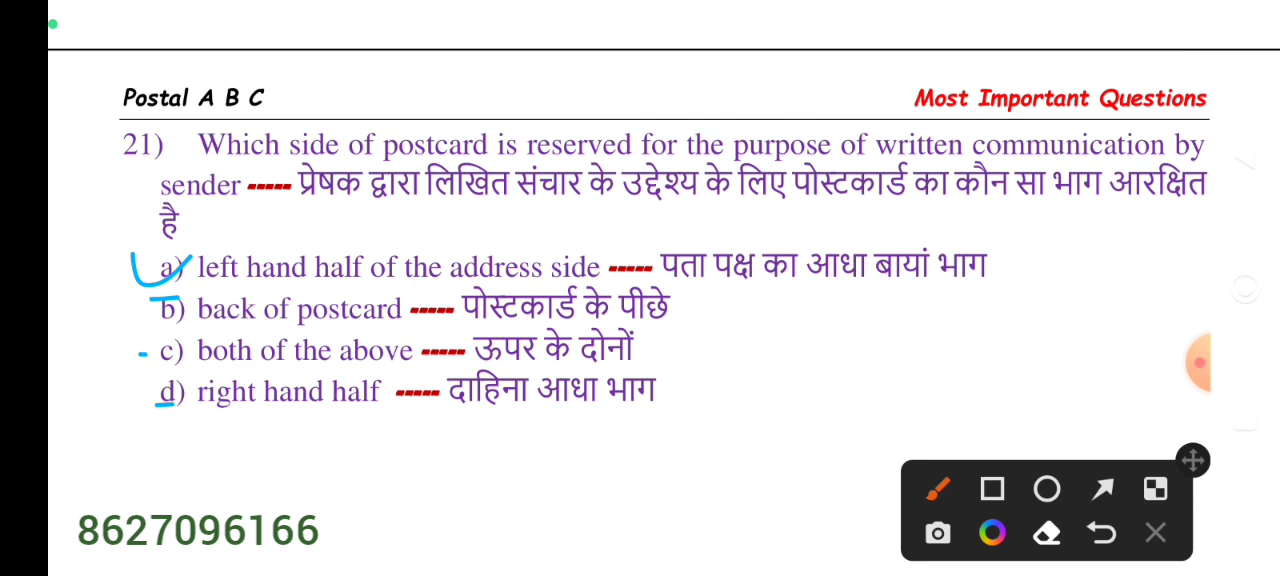 Postal A B C Most Important Questions
21) Which side of postcard is reserved for the purpose of written communication by
sender ----- प्रेषक द्वारा लिखित संचार के उद्देश्य के लिए पोस्टकार्ड का कौन सा भाग आरक्षित
है
a) left hand half of the address side ----- पता पक्ष का आधा बायां भाग
b) back of postcard ----- पोस्टकार्ड के पीछे
c) both of the above ----- ऊपर के दोनों
d) right hand half ----- दाहिना आधा भाग
8627096166